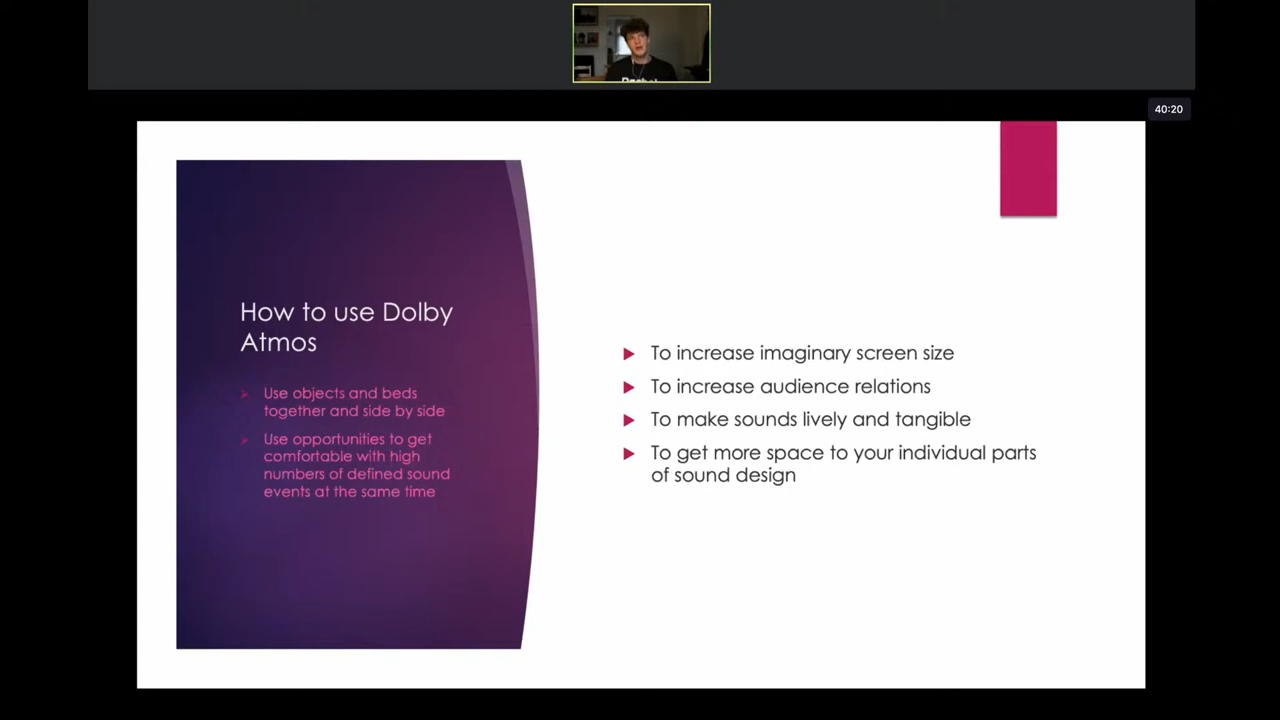 40:20
How to use Dolby
Atmos
Use objects and beds
together and side by side
Use opportunities to get
comfortable with high
numbers of defined sound
events at the same time
To increase imaginary screen size
To increase audience relations
To make sounds lively and tangible
To get more space to your individual parts
of sound design